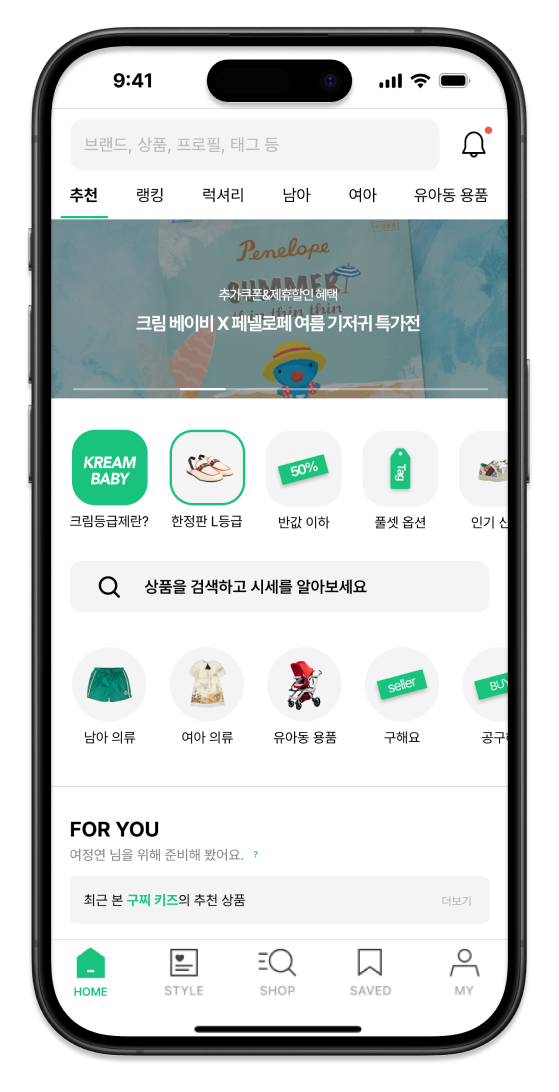 9:41
브랜드, 상품, 프로필, 태그 등
추천 랭킹 럭셔리 남아 여아 유아동 용품
Penelope
SUMMER
thin thin thin
추가쿠폰&제휴할인 혜택
크림 베이비 X 페넬로페 여름 기저귀 특가전
KREAM
BABY
50%
Tag
크림등급제란? 한정판 L등급 반값 이하 풀셋 옵션 인기
상품을 검색하고 시세를 알아보세요
seller
남아 의류 여아 의류 유아동 용품 구해요
FOR YOU
여정연 님을 위해 준비해 봤어요. ?
최근 본 구찌 키즈의 추천 상품 더보기
HOME STYLE SHOP SAVED MY